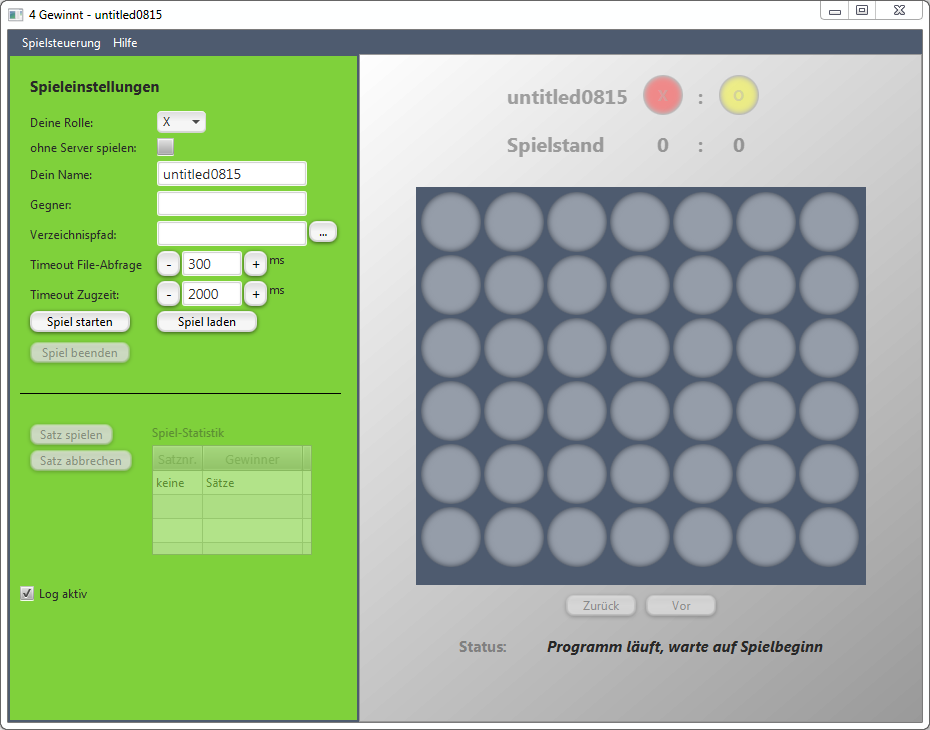 4 Gewinnt - untitled0815
Spielsteuerung Hilfe
Spieleinstellungen
Deine Rolle: X
ohne Server spielen:
Dein Name: untitled0815
Gegner:
Verzeichnispfad: ...
Timeout File-Abfrage - 300 + ms
Timeout Zugzeit: - 2000 + ms
Spiel starten Spiel laden
Spiel beenden
Satz spielen
Satz abbrechen
Spiel-Statistik
Satznr. Gewinner
keine Sätze
Log aktiv
untitled0815 X : O
Spielstand 0 : 0
Zurück Vor
Status: Programm läuft, warte auf Spielbeginn